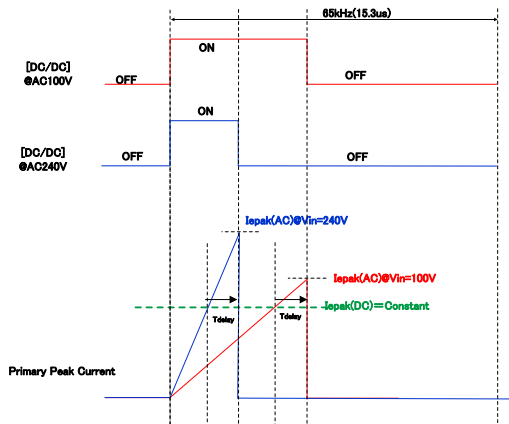 65kHz(15.3us)
[DC/DC]
@AC100V
OFF
ON
OFF
[DC/DC]
@AC240V
OFF
ON
OFF
Iepak(AC)@Vin=240V
Iepak(AC)@Vin=100V
Iepak(DC)=Constant
Tdelay
Tdelay
Primary Peak Current